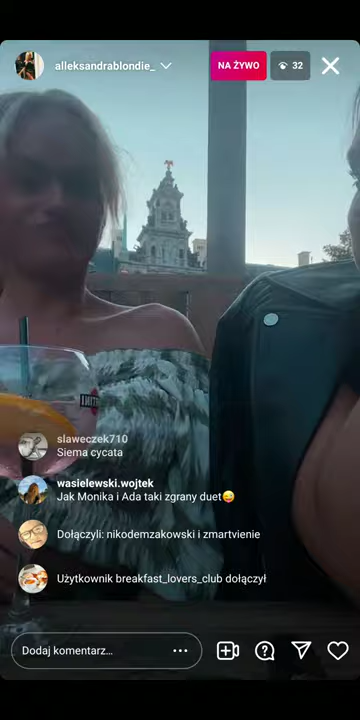 alleksandrablondie_
NA ŻYWO
32
slaweczek710
Siema cycata
wasielewski.wojtek
Jak Monika i Ada taki zgrany duet😅
Dołączyli: nikodemzakowski i zmartvienie
Użytkownik breakfast_lovers_club dołączył
Dodaj komentarz...